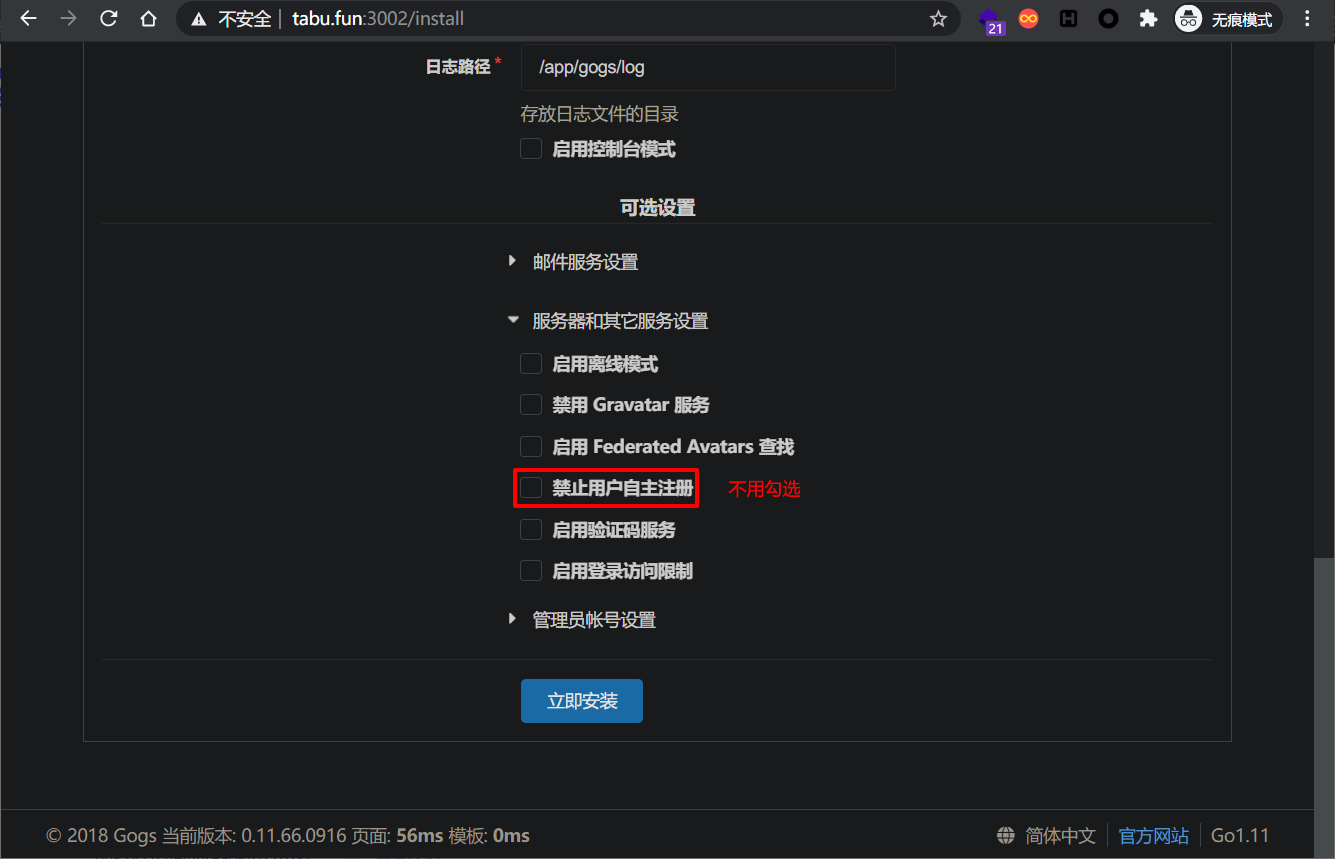 不安全 tabu.fun:3002/install
21
无痕模式
日志路径* /app/gogs/log
存放日志文件的目录
启用控制台模式
可选设置
邮件服务设置
服务器和其它服务设置
启用离线模式
禁用 Gravatar 服务
启用 Federated Avatars 查找
禁止用户自主注册 不用勾选
启用验证码服务
启用登录访问限制
管理员帐号设置
立即安装
© 2018 Gogs 当前版本: 0.11.66.0916 页面: 56ms 模板: 0ms 简体中文 官方网站 Go1.11